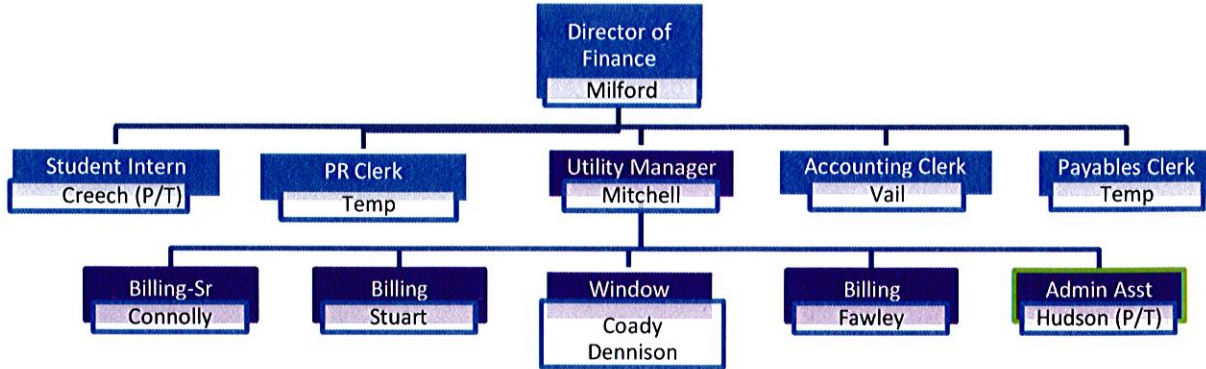 Director of
Finance
Milford
Student Intern
Creech (P/T)
PR Clerk
Temp
Utility Manager
Mitchell
Accounting Clerk
Vail
Payables Clerk
Temp
Billing-Sr
Connolly
Billing
Stuart
Window
Coady
Dennison
Billing
Fawley
Admin Asst
Hudson (P/T)